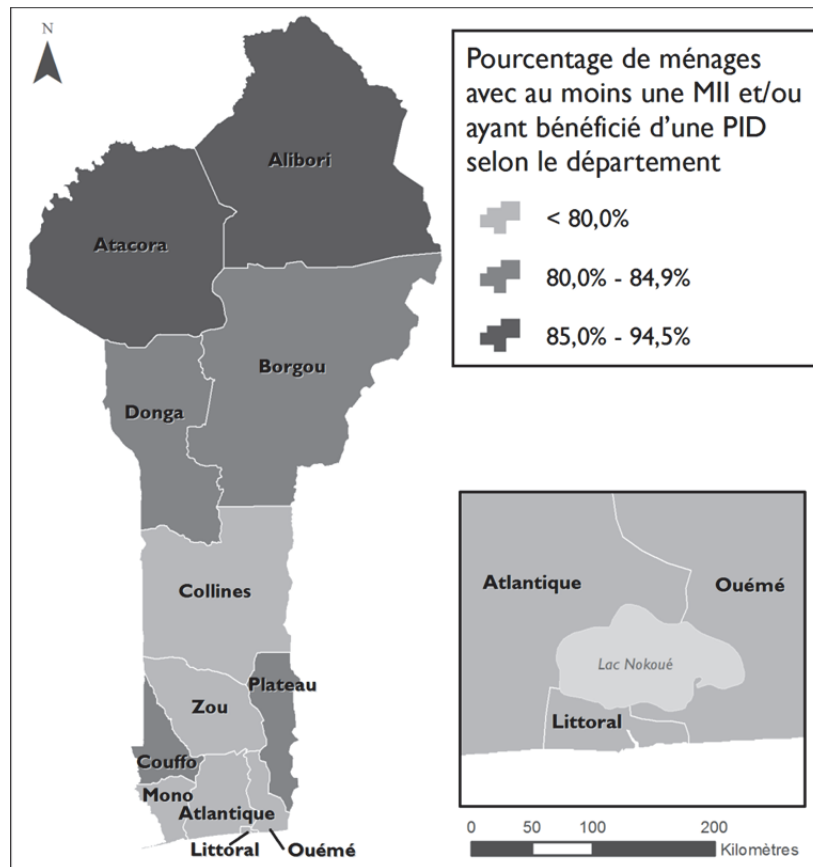 N
Pourcentage de ménages
avec au moins une MII et/ou
ayant bénéficié d’une PID
selon le département
< 80,0%
80,0% - 84,9%
85,0% - 94,5%
Alibori
Atacora
Borgou
Donga
Collines
Plateau
Zou
Couffo
Mono
Atlantique
Littoral
Ouémé
Atlantique
Ouémé
Lac Nokoué
Littoral
0 50 100 200
Kilomètres